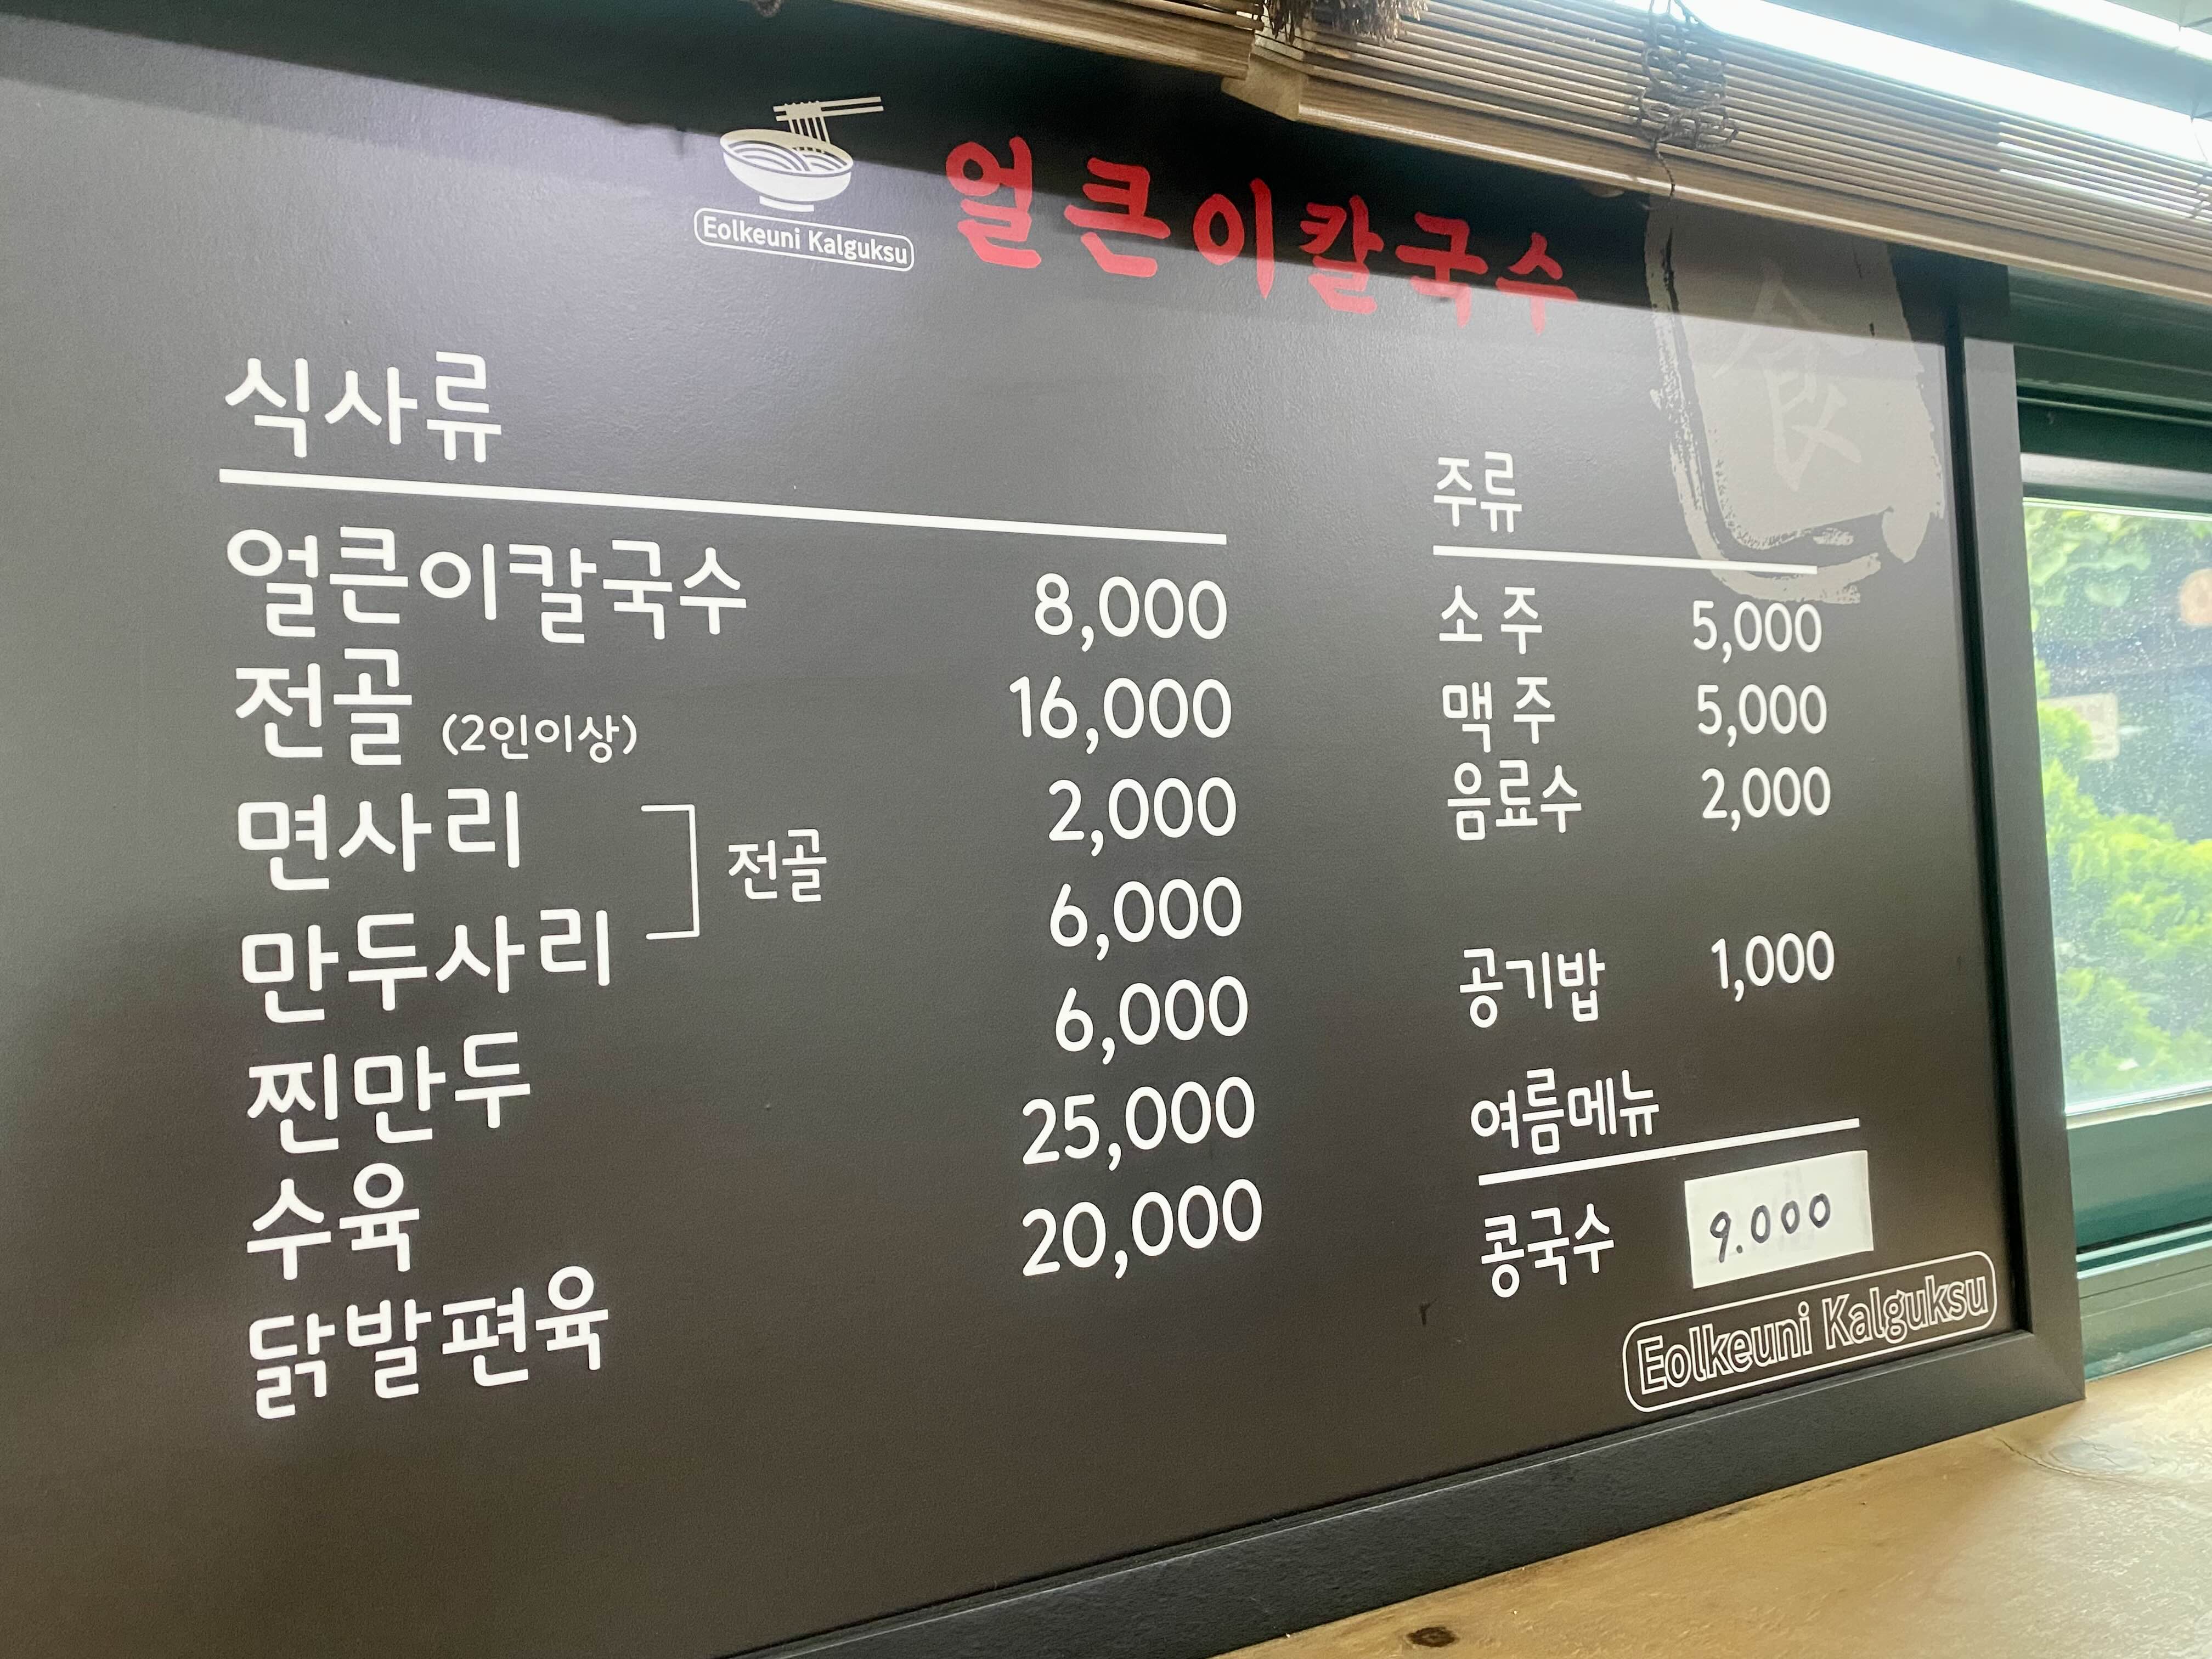 얼큰이칼국수
Eolkeuni Kalguksu
食
식사류
얼큰이칼국수 8,000
전골 (2인이상) 16,000
면사리 2,000
전골
만두사리 6,000
찐만두 6,000
수육 25,000
닭발편육 20,000
주류
소주 5,000
맥주 5,000
음료수 2,000
공기밥 1,000
여름메뉴
콩국수 9.000
Eolkeuni Kalguksu